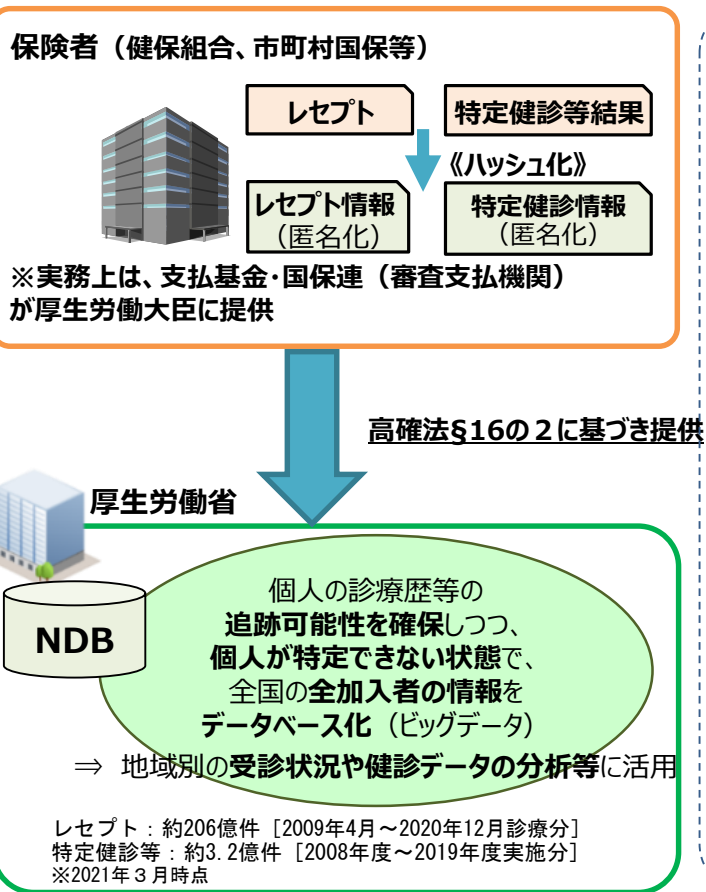 保険者（健保組合、市町村国保等）
レセプト
特定健診等結果
《ハッシュ化》
レセプト情報
（匿名化）
特定健診情報
（匿名化）
※実務上は、支払基金・国保連（審査支払機関）
が厚生労働大臣に提供
高確法§16の２に基づき提供
厚生労働省
NDB
個人の診療歴等の
追跡可能性を確保しつつ、
個人が特定できない状態で、
全国の全加入者の情報を
データベース化（ビッグデータ）
⇒ 地域別の受診状況や健診データの分析等に活用
レセプト：約206億件［2009年4月～2020年12月診療分］
特定健診等：約3.2億件［2008年度～2019年度実施分］
※2021年３月時点